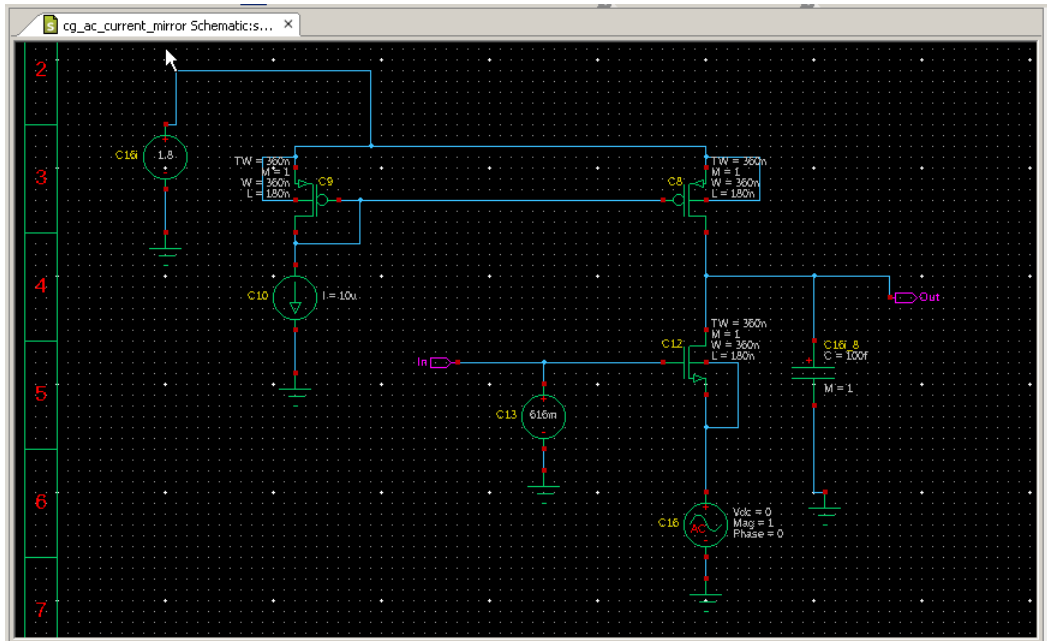 cg_ac_current_mirror Schematic:s... ×
2
C16i 1.8
3
TW = 360n
M = 1
W = 360n
L = 180n
C9
C8
TW = 360n
M = 1
W = 360n
L = 180n
4
C10
I = 10u
Out
In
C12
TW = 360n
M = 1
W = 360n
L = 180n
C16i_8
C = 100f
M = 1
5
C13 616m
6
C16
AC
Vdc = 0
Mag = 1
Phase = 0
7